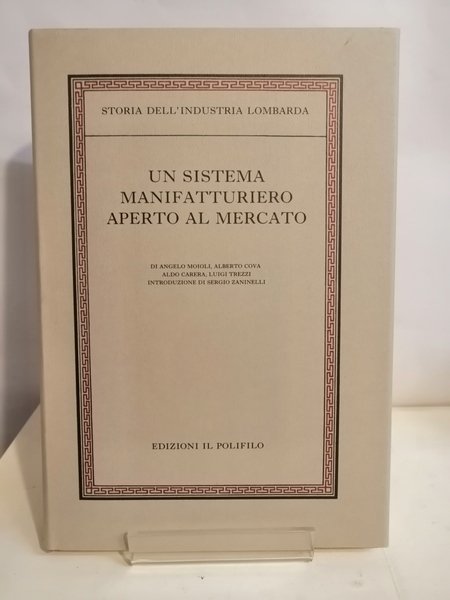 STORIA DELL'INDUSTRIA LOMBARDA
UN SISTEMA
MANIFATTURIERO
APERTO AL MERCATO
DI ANGELO MOIOLI, ALBERTO COVA
ALDO CARERA, LUIGI TREZZI
INTRODUZIONE DI SERGIO ZANINELLI
EDIZIONI IL POLIFILO